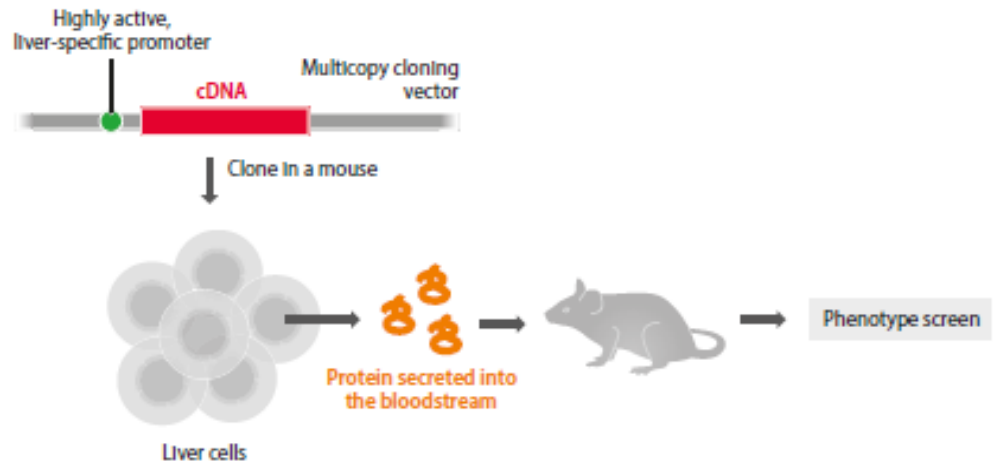 Highly active,
liver-specific promoter
cDNA
Multicopy cloning
vector
Clone in a mouse
Liver cells
Protein secreted into
the bloodstream
Phenotype screen